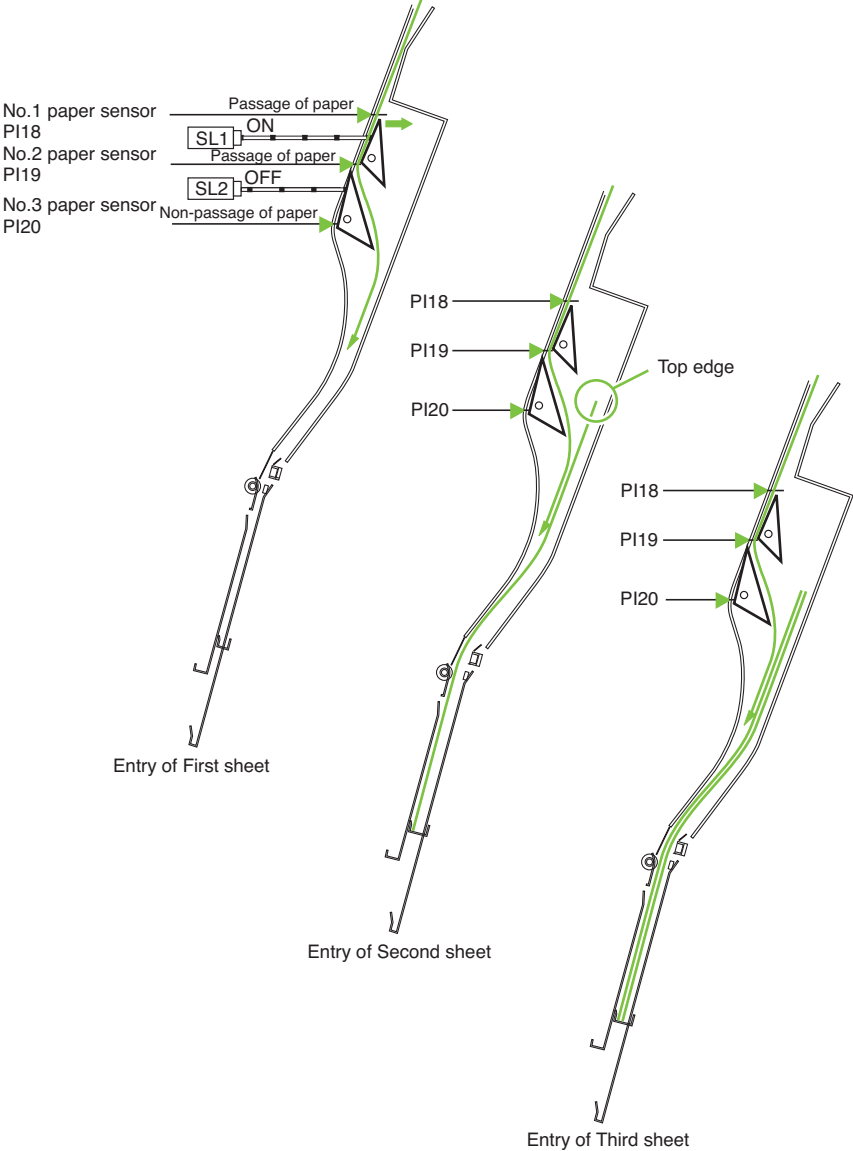 No.1 paper sensor
PI18
Passage of paper
ON
SL1
No.2 paper sensor
PI19
Passage of paper
OFF
SL2
No.3 paper sensor
PI20
Non-passage of paper
Entry of First sheet
PI18
PI19
PI20
Top edge
Entry of Second sheet
PI18
PI19
PI20
Entry of Third sheet